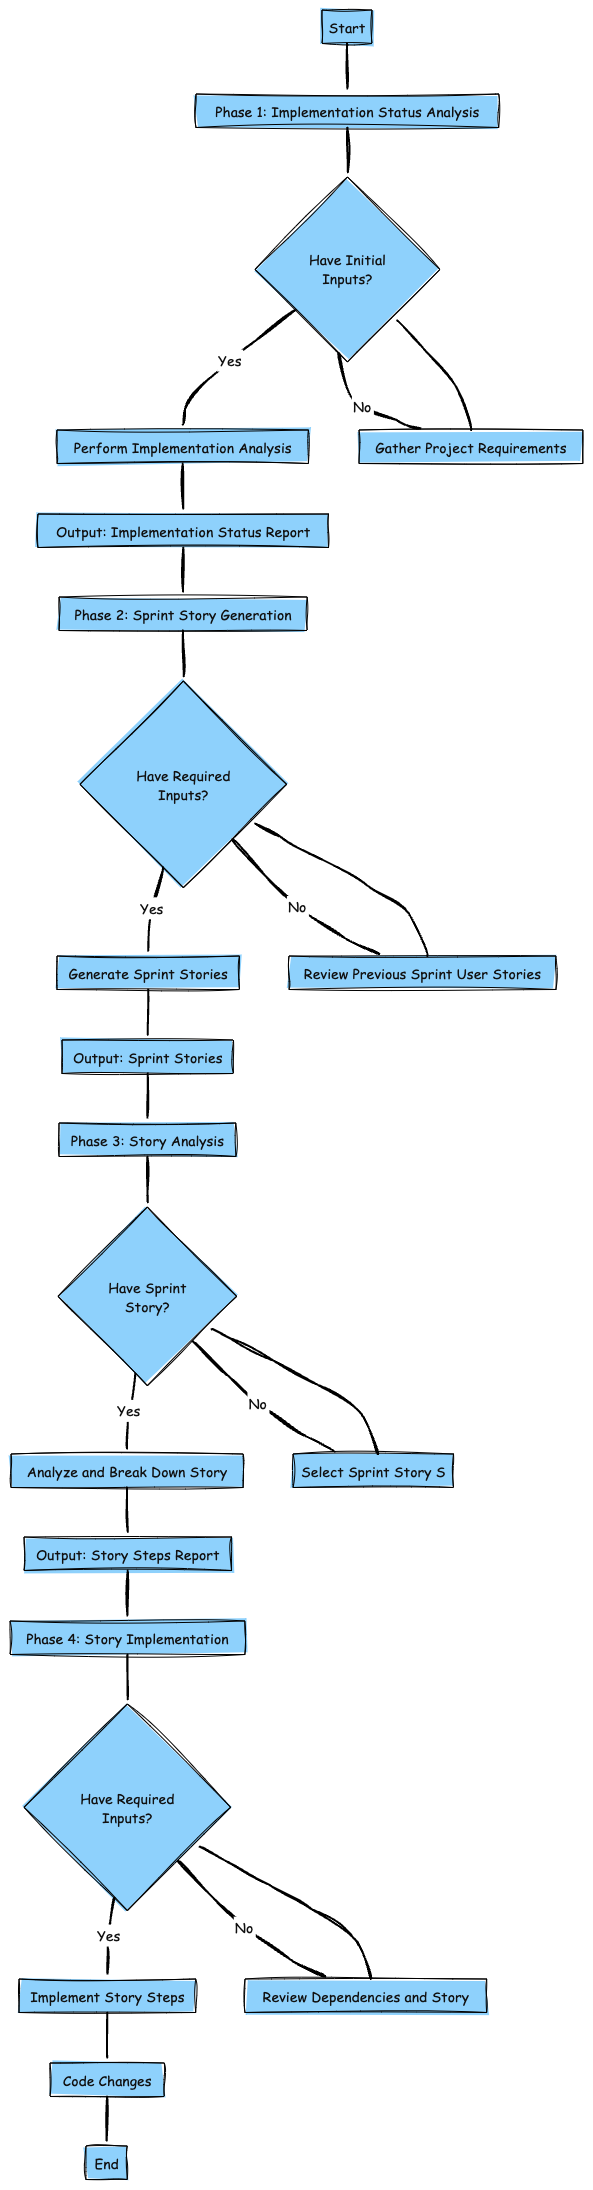 Start
Phase 1: Implementation Status Analysis
Have Initial
Inputs?
Yes
No
Perform Implementation Analysis
Gather Project Requirements
Output: Implementation Status Report
Phase 2: Sprint Story Generation
Have Required
Inputs?
Yes
No
Generate Sprint Stories
Review Previous Sprint User Stories
Output: Sprint Stories
Phase 3: Story Analysis
Have Sprint
Story?
Yes
No
Analyze and Break Down Story
Select Sprint Story S
Output: Story Steps Report
Phase 4: Story Implementation
Have Required
Inputs?
Yes
No
Implement Story Steps
Review Dependencies and Story
Code Changes
End